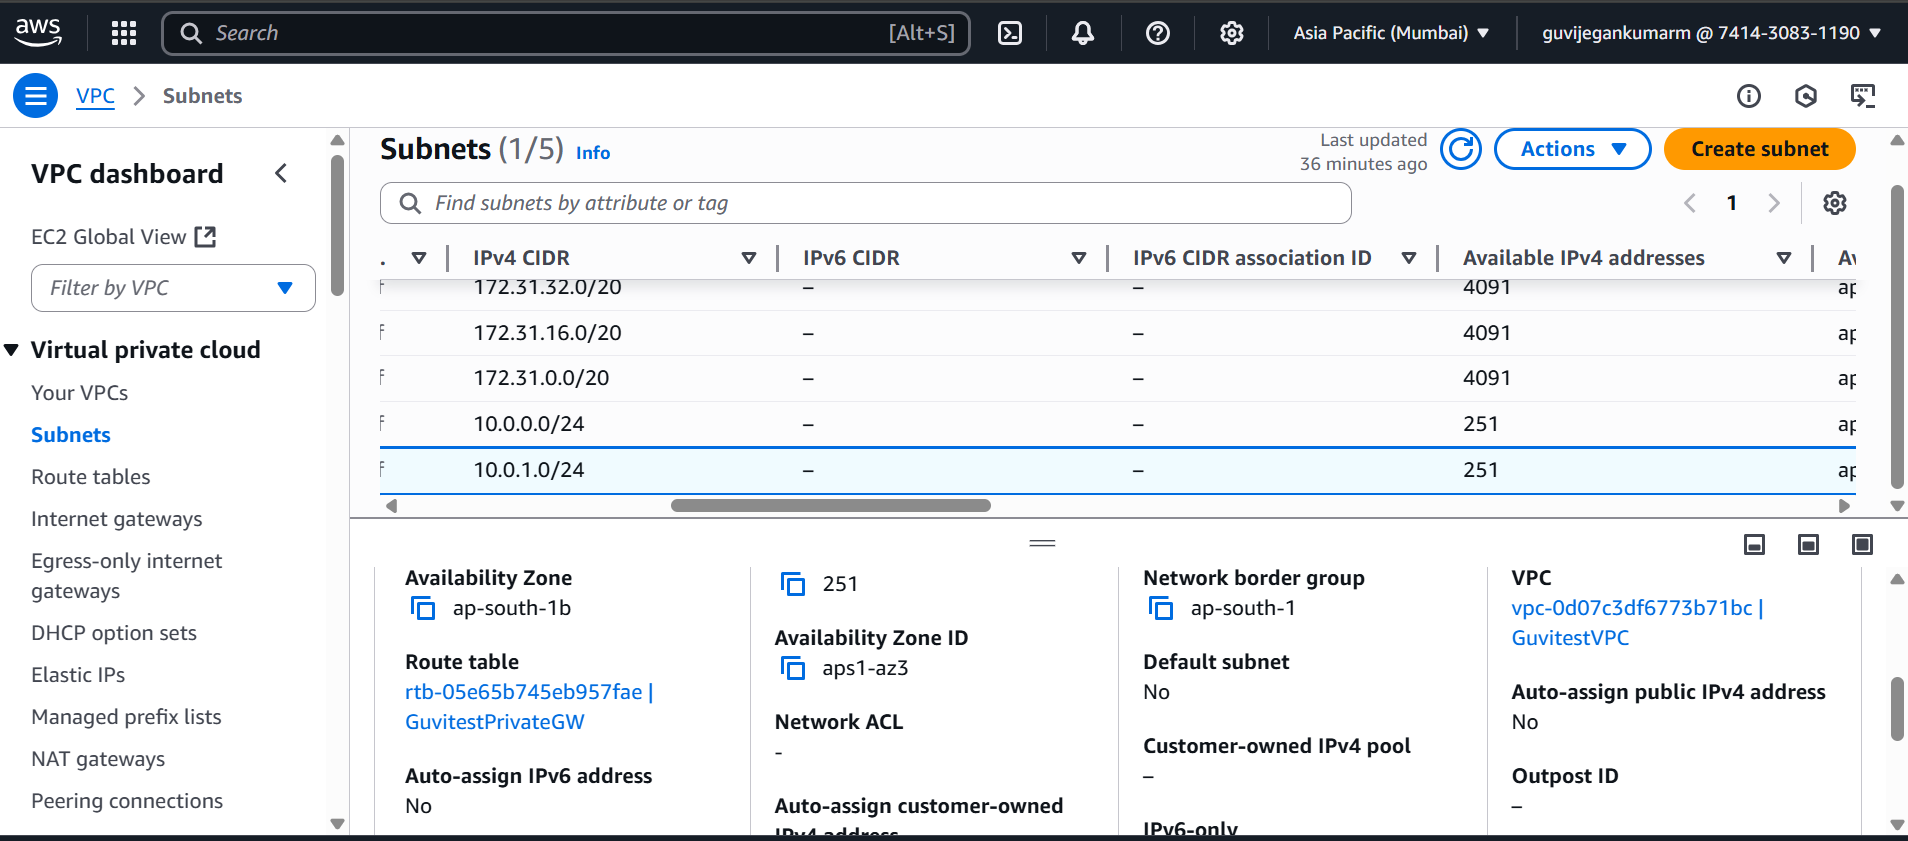 aws
Search
[Alt+S]
Asia Pacific (Mumbai)
guvijegankumarm @ 7414-3083-1190
VPC
Subnets
VPC dashboard
EC2 Global View
Filter by VPC
Virtual private cloud
Your VPCs
Subnets
Route tables
Internet gateways
Egress-only internet
gateways
DHCP option sets
Elastic IPs
Managed prefix lists
NAT gateways
Peering connections
Subnets (1/5) Info
Last updated
36 minutes ago
Actions
Create subnet
Find subnets by attribute or tag
1
IPv4 CIDR IPv6 CIDR IPv6 CIDR association ID Available IPv4 addresses
172.31.32.0/20 – – 4091 ap
172.31.16.0/20 – – 4091 ap
172.31.0.0/20 – – 4091 ap
10.0.0.0/24 – – 251 ap
10.0.1.0/24 – – 251 ap
Availability Zone
ap-south-1b
Route table
rtb-05e65b745eb957fae |
GuvitestPrivateGW
Auto-assign IPv6 address
No
251
Availability Zone ID
aps1-az3
Network ACL
-
Auto-assign customer-owned
IPv4 address
Network border group
ap-south-1
Default subnet
No
Customer-owned IPv4 pool
–
IPv6-only
VPC
vpc-0d07c3df6773b71bc |
GuvitestVPC
Auto-assign public IPv4 address
No
Outpost ID
–